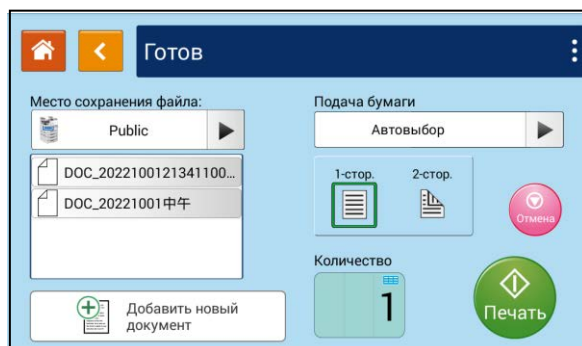 Готов
Место сохранения файла:
Public
DOC_2022100121341100...
DOC_20221001中午
Добавить новый
документ
Подача бумаги
Автовыбор
1-стор.
2-стор.
Отмена
Количество
1
Печать